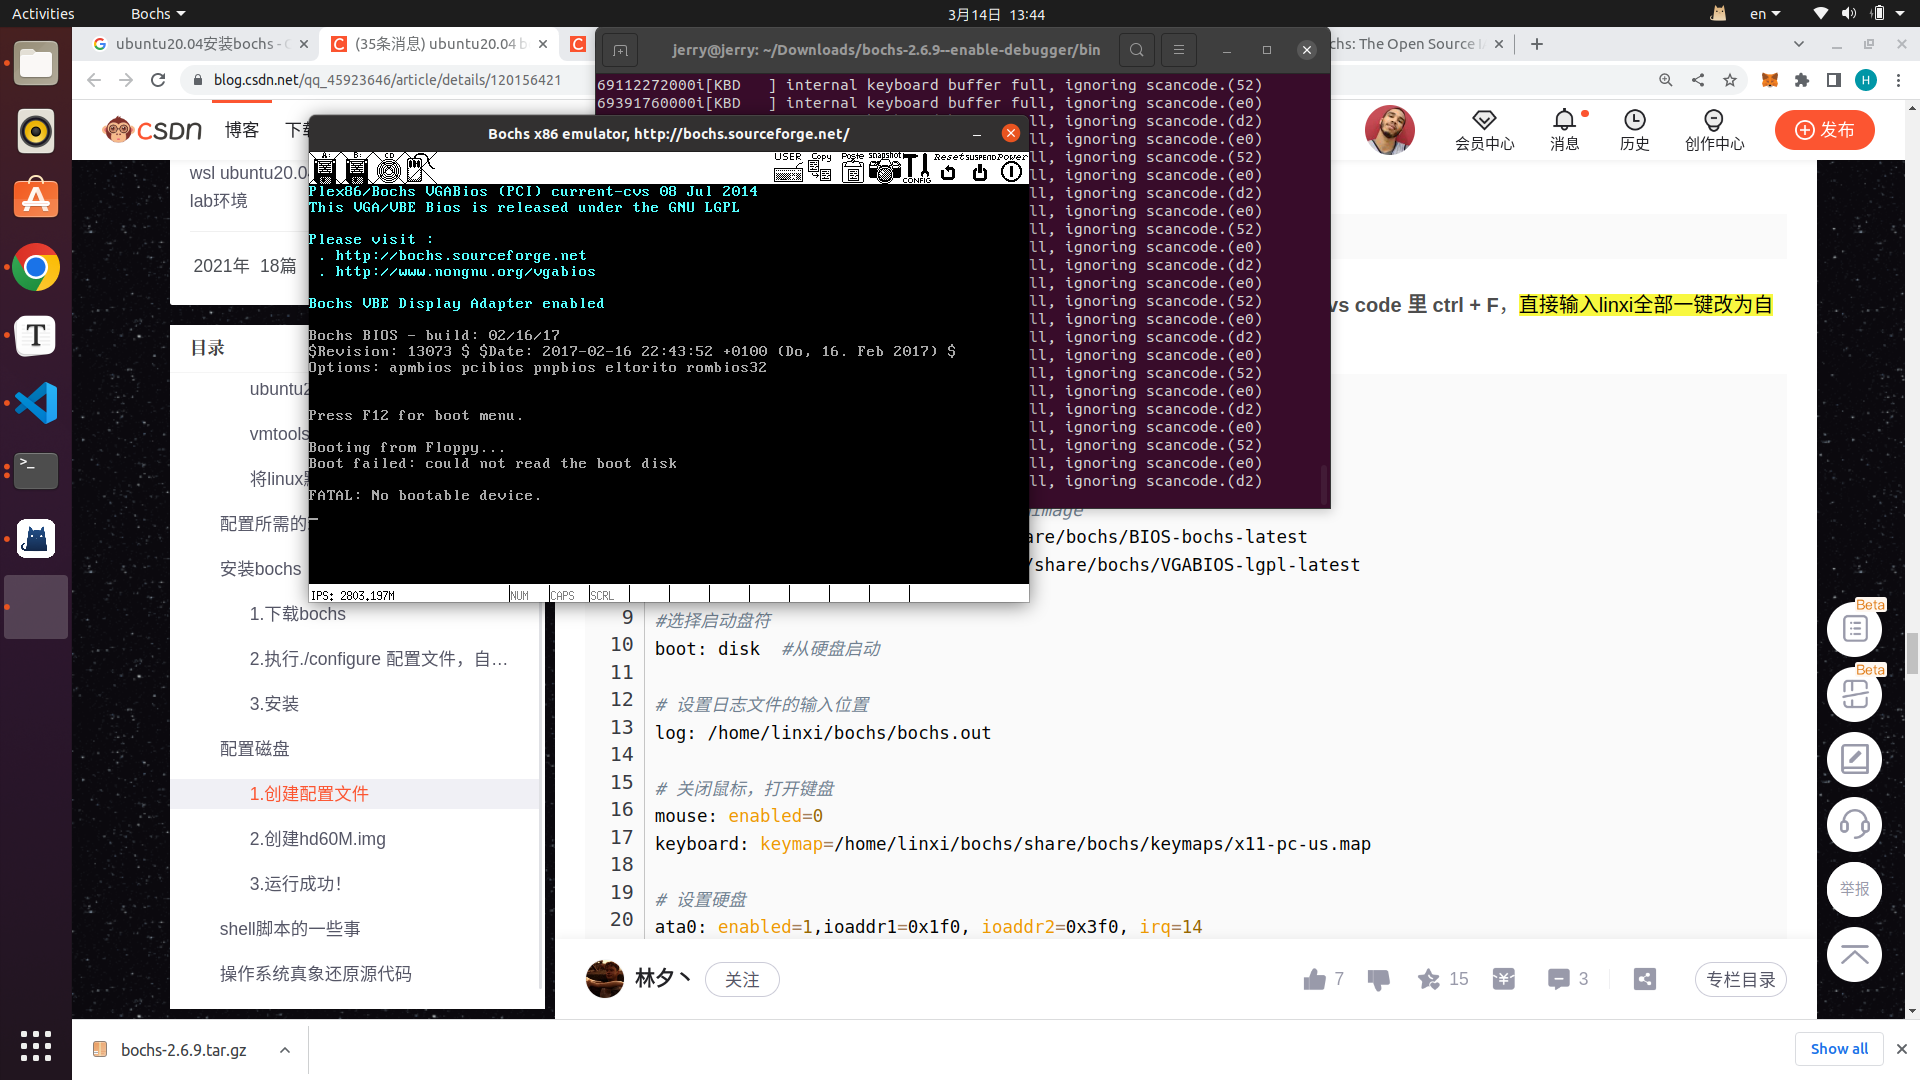 Activities
Bochs
3月14日 13:44
en
ubuntu20.04安装bochs - C
(35条消息) ubuntu20.04 b
chs: The Open Source I
blog.csdn.net/qq_45923646/article/details/120156421
H
jerry@jerry: ~/Downloads/bochs-2.6.9--enable-debugger/bin
69112272000i[KBD ] internal keyboard buffer full, ignoring scancode.(52)
69391760000i[KBD ] internal keyboard buffer full, ignoring scancode.(e0)
ll, ignoring scancode.(d2)
ll, ignoring scancode.(e0)
ll, ignoring scancode.(52)
ll, ignoring scancode.(e0)
ll, ignoring scancode.(d2)
ll, ignoring scancode.(e0)
ll, ignoring scancode.(52)
ll, ignoring scancode.(e0)
ll, ignoring scancode.(d2)
ll, ignoring scancode.(e0)
ll, ignoring scancode.(52)
ll, ignoring scancode.(e0)
ll, ignoring scancode.(d2)
ll, ignoring scancode.(e0)
ll, ignoring scancode.(52)
ll, ignoring scancode.(e0)
ll, ignoring scancode.(d2)
ll, ignoring scancode.(e0)
ll, ignoring scancode.(52)
ll, ignoring scancode.(e0)
ll, ignoring scancode.(d2)
CSDN
博客
会员中心
消息
历史
创作中心
发布
Bochs x86 emulator, http://bochs.sourceforge.net/
A:
B:
CD
USER
Copy
Paste
snapshot
CONFIG
Reset
SUSPEND
Power
Plex86/Bochs VGABios (PCI) current-cvs 08 Jul 2014
This VGA/VBE Bios is released under the GNU LGPL
Please visit :
. http://bochs.sourceforge.net
. http://www.nongnu.org/vgabios
Bochs VBE Display Adapter enabled
Bochs BIOS - build: 02/16/17
$Revision: 13073 $ $Date: 2017-02-16 22:43:52 +0100 (Do, 16. Feb 2017) $
Options: apmbios pcibios pnpbios eltorito rombios32
Press F12 for boot menu.
Booting from Floppy...
Boot failed: could not read the boot disk
FATAL: No bootable device.
IPS: 2803.197M
NUM
CAPS
SCRL
wsl ubuntu20.0
lab环境
2021年 18篇
目录
ubuntu
vmtools
将linux
配置所需的
安装bochs
1.下载bochs
2.执行./configure 配置文件，自...
3.安装
配置磁盘
1.创建配置文件
2.创建hd60M.img
3.运行成功!
shell脚本的一些事
操作系统真象还原源代码
vs code 里 ctrl + F，直接输入linxi全部一键改为自
image
are/bochs/BIOS-bochs-latest
/share/bochs/VGABIOS-lgpl-latest
9 #选择启动盘符
10 boot: disk #从硬盘启动
11
12 # 设置日志文件的输入位置
13 log: /home/linxi/bochs/bochs.out
14
15 # 关闭鼠标，打开键盘
16 mouse: enabled=0
17 keyboard: keymap=/home/linxi/bochs/share/bochs/keymaps/x11-pc-us.map
18
19 # 设置硬盘
20 ata0: enabled=1,ioaddr1=0x1f0, ioaddr2=0x3f0, irq=14
Beta
Beta
举报
林夕丶
关注
7
15
3
专栏目录
bochs-2.6.9.tar.gz
Show all